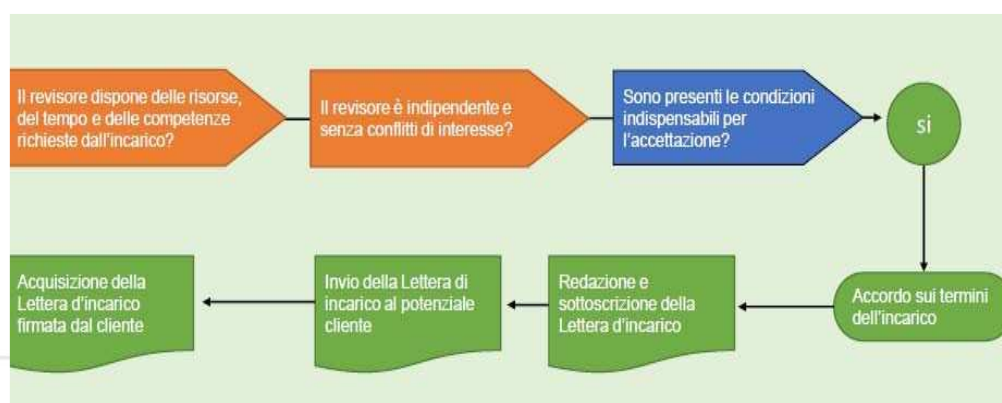 Il revisore dispone delle risorse,
del tempo e delle competenze
richieste dall'incarico?
Il revisore è indipendente e
senza conflitti di interesse?
Sono presenti le condizioni
indispensabili per
l'accettazione?
si
Accordo sui termini
dell'incarico
Redazione e
sottoscrizione della
Lettera d'incarico
Invio della Lettera di
incarico al potenziale
cliente
Acquisizione della
Lettera d'incarico
firmata dal cliente